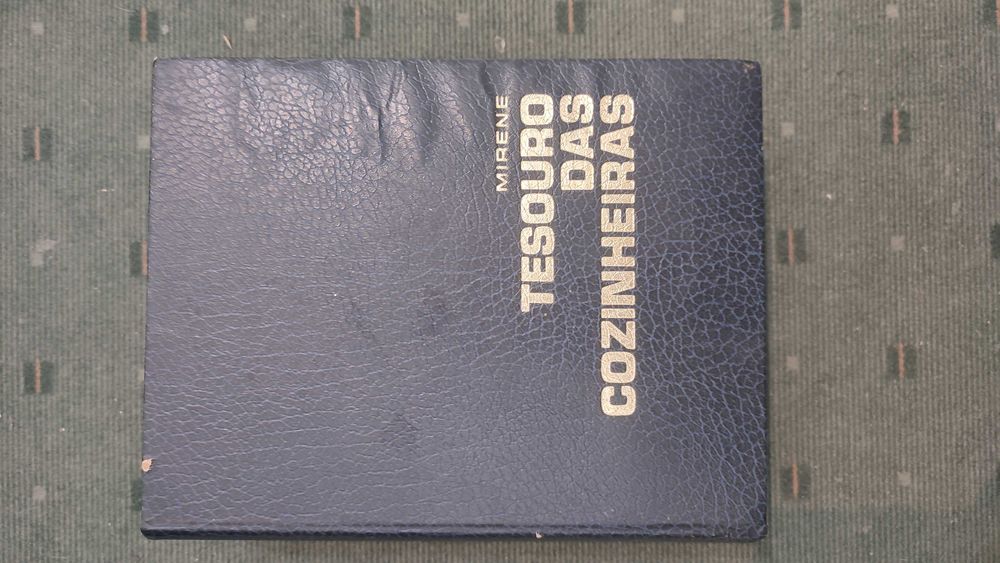 MIRENE
TESOURO
DAS
COZINHEIRAS